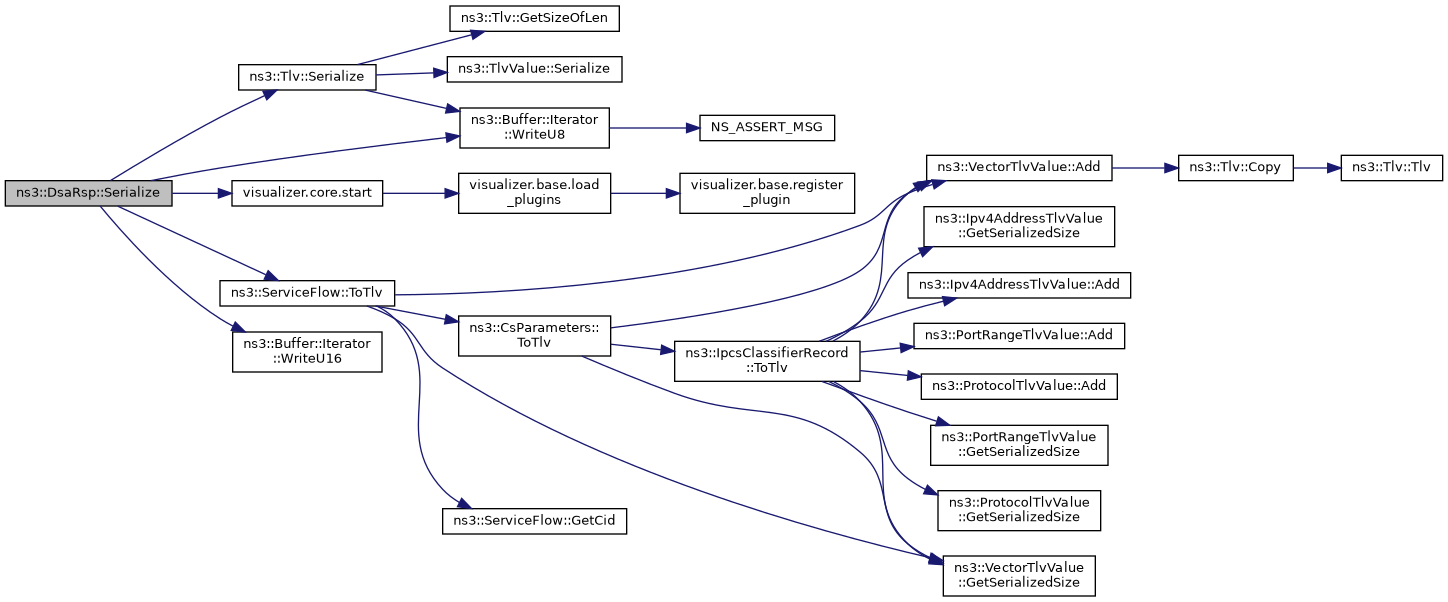 ns3::DsaRsp::Serialize
ns3::Tlv::Serialize
visualizer.core.start
ns3::ServiceFlow::ToTlv
ns3::Buffer::Iterator
::WriteU16
ns3::Tlv::GetSizeOfLen
ns3::TlvValue::Serialize
ns3::Buffer::Iterator
::WriteU8
visualizer.base.load
_plugins
ns3::CsParameters::
ToTlv
ns3::ServiceFlow::GetCid
NS_ASSERT_MSG
visualizer.base.register
_plugin
ns3::IpcsClassifierRecord
::ToTlv
ns3::VectorTlvValue::Add
ns3::Ipv4AddressTlvValue
::GetSerializedSize
ns3::Ipv4AddressTlvValue::Add
ns3::PortRangeTlvValue::Add
ns3::ProtocolTlvValue::Add
ns3::PortRangeTlvValue
::GetSerializedSize
ns3::ProtocolTlvValue
::GetSerializedSize
ns3::VectorTlvValue
::GetSerializedSize
ns3::Tlv::Copy
ns3::Tlv::Tlv